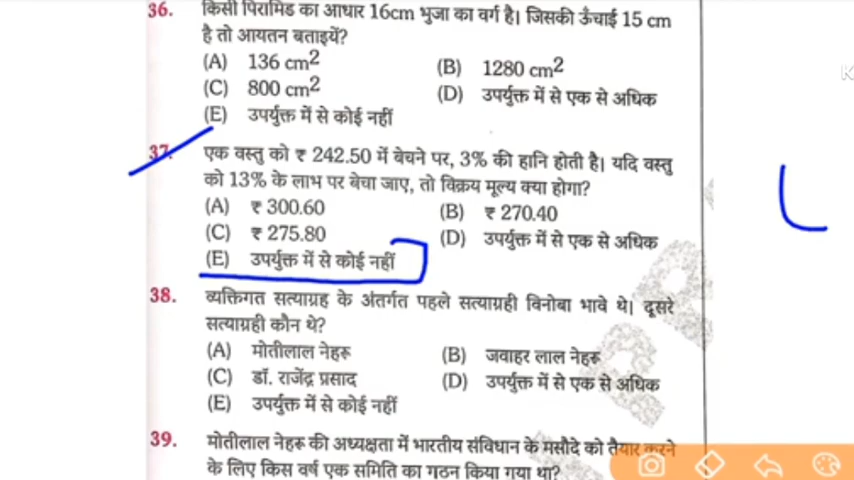 36. किसी पिरामिड का आधार 16cm भुजा का वर्ग है। जिसकी ऊँचाई 15 cm
है तो आयतन बताइयें?
(A) 136 cm² (B) 1280 cm²
(C) 800 cm² (D) उपर्युक्त में से एक से अधिक
(E) उपर्युक्त में से कोई नहीं
37. एक वस्तु को ₹ 242.50 में बेचने पर, 3% की हानि होती है। यदि वस्तु
को 13% के लाभ पर बेचा जाए, तो विक्रय मूल्य क्या होगा?
(A) ₹ 300.60 (B) ₹ 270.40
(C) ₹ 275.80 (D) उपर्युक्त में से एक से अधिक
(E) उपर्युक्त में से कोई नहीं
38. व्यक्तिगत सत्याग्रह के अंतर्गत पहले सत्याग्रही विनोबा भावे थे। दूसरे
सत्याग्रही कौन थे?
(A) मोतीलाल नेहरू (B) जवाहर लाल नेहरू
(C) डॉ. राजेंद्र प्रसाद (D) उपर्युक्त में से एक से अधिक
(E) उपर्युक्त में से कोई नहीं
39. मोतीलाल नेहरू की अध्यक्षता में भारतीय संविधान के मसौदे को तैयार करने
के लिए किस वर्ष एक समिति का गठन किया गया था?